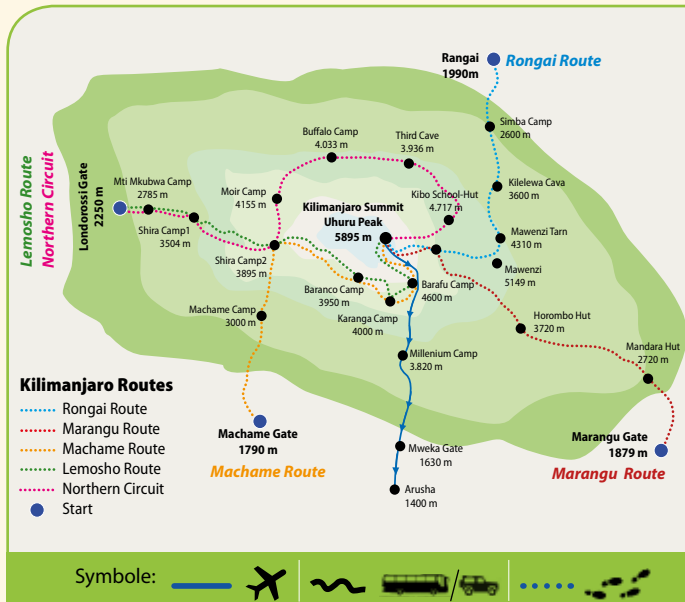 Rangai
1990m
Rongai Route
Simba Camp
2600 m
Buffalo Camp
4.033 m
Third Cave
3.936 m
Kilelewa Cava
3600 m
Lemosho Route
Northern Circuit
Londorossi Gate
2250 m
Mti Mkubwa Camp
2785 m
Moir Camp
4155 m
Kilimanjaro Summit
Uhuru Peak
5895 m
Kibo School-Hut
4.717 m
Shira Camp1
3504 m
Mawenzi Tarn
4310 m
Shira Camp2
3895 m
Mawenzi
5149 m
Baranco Camp
3950 m
Barafu Camp
4600 m
Karanga Camp
4000 m
Machame Camp
3000 m
Horombo Hut
3720 m
Mandara Hut
2720 m
Millenium Camp
3.820 m
Kilimanjaro Routes
Rongai Route
Marangu Route
Machame Route
Lemosho Route
Northern Circuit
Start
Machame Gate
1790 m
Machame Route
Mweka Gate
1630 m
Marangu Gate
1879 m
Marangu Route
Arusha
1400 m
Symbole: